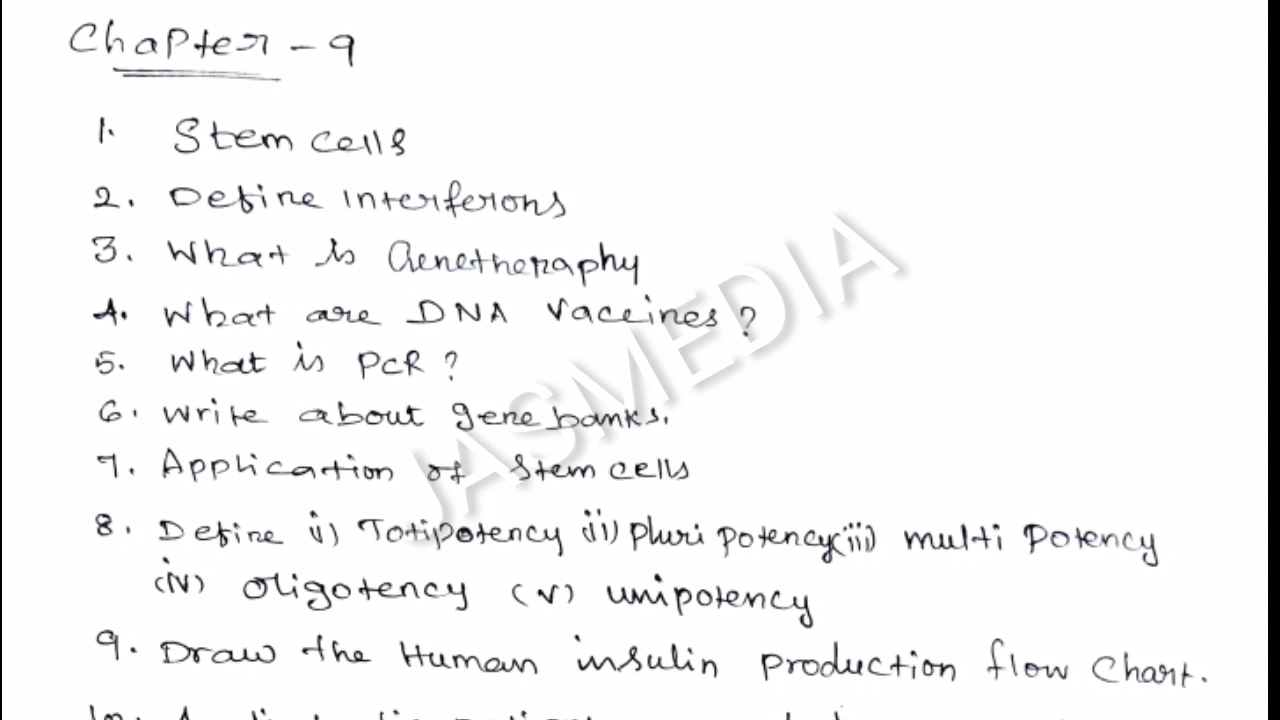 Chapter - 9
1. Stem cells
2. Define Interferons
3. What is Genetheraphy
4. What are DNA Vaccines?
5. What is PCR?
6. Write about gene banks.
7. Application of Stem cells
8. Define i) Totipotency (ii) pluri potency (iii) multi Potency
(iv) oligotency (v) unipotency
9. Draw the Human insulin production flow Chart.
JASMEDIA